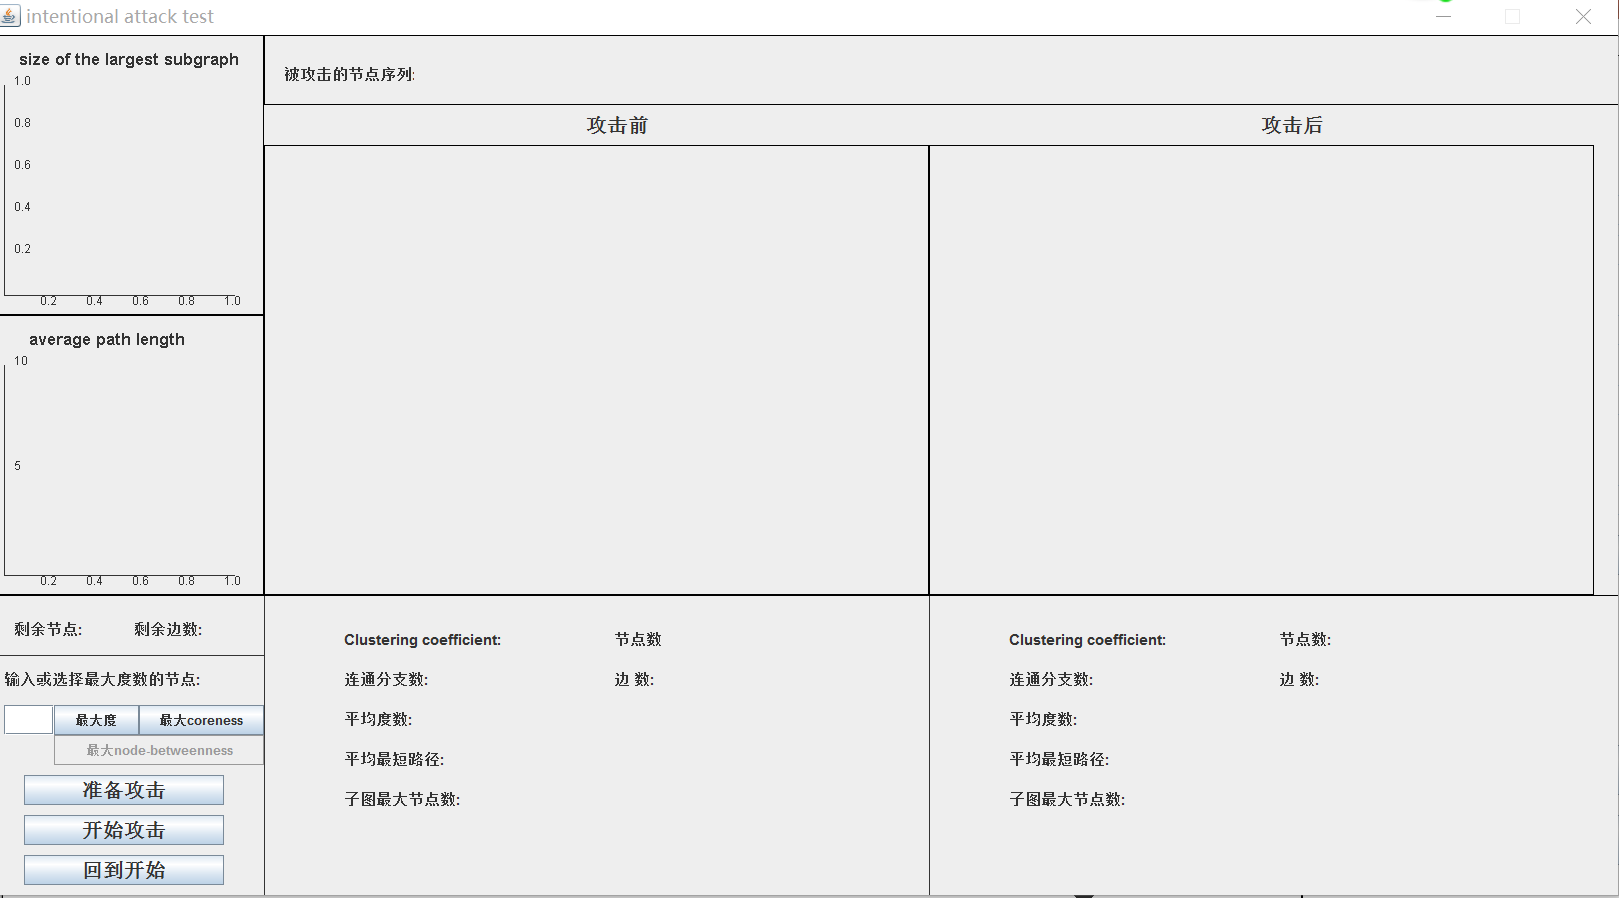 intentional attack test
size of the largest subgraph
1.0
0.8
0.6
0.4
0.2
0.2 0.4 0.6 0.8 1.0
average path length
10
5
0.2 0.4 0.6 0.8 1.0
被攻击的节点序列:
攻击前 攻击后
剩余节点: 剩余边数:
输入或选择最大度数的节点:
最大度 最大coreness
最大node-betweenness
准备攻击
开始攻击
回到开始
Clustering coefficient: 节点数
连通分支数: 边 数:
平均度数:
平均最短路径:
子图最大节点数:
Clustering coefficient: 节点数:
连通分支数: 边 数:
平均度数:
平均最短路径:
子图最大节点数: